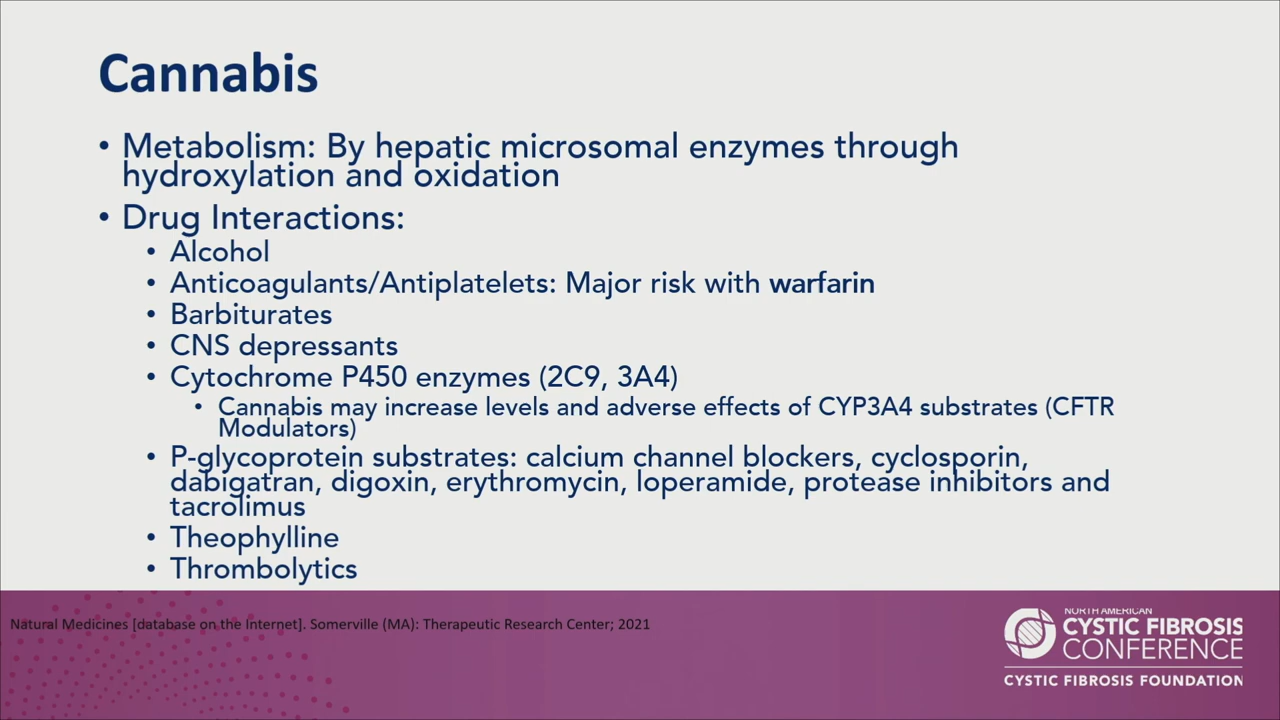 Cannabis
• Metabolism: By hepatic microsomal enzymes through
hydroxylation and oxidation
• Drug Interactions:
• Alcohol
• Anticoagulants/Antiplatelets: Major risk with warfarin
• Barbiturates
• CNS depressants
• Cytochrome P450 enzymes (2C9, 3A4)
• Cannabis may increase levels and adverse effects of CYP3A4 substrates (CFTR
Modulators)
• P-glycoprotein substrates: calcium channel blockers, cyclosporin,
dabigatran, digoxin, erythromycin, loperamide, protease inhibitors and
tacrolimus
• Theophylline
• Thrombolytics
Natural Medicines [database on the Internet]. Somerville (MA): Therapeutic Research Center; 2021
NORTH AMERICAN
CYSTIC FIBROSIS
CONFERENCE
CYSTIC FIBROSIS FOUNDATION